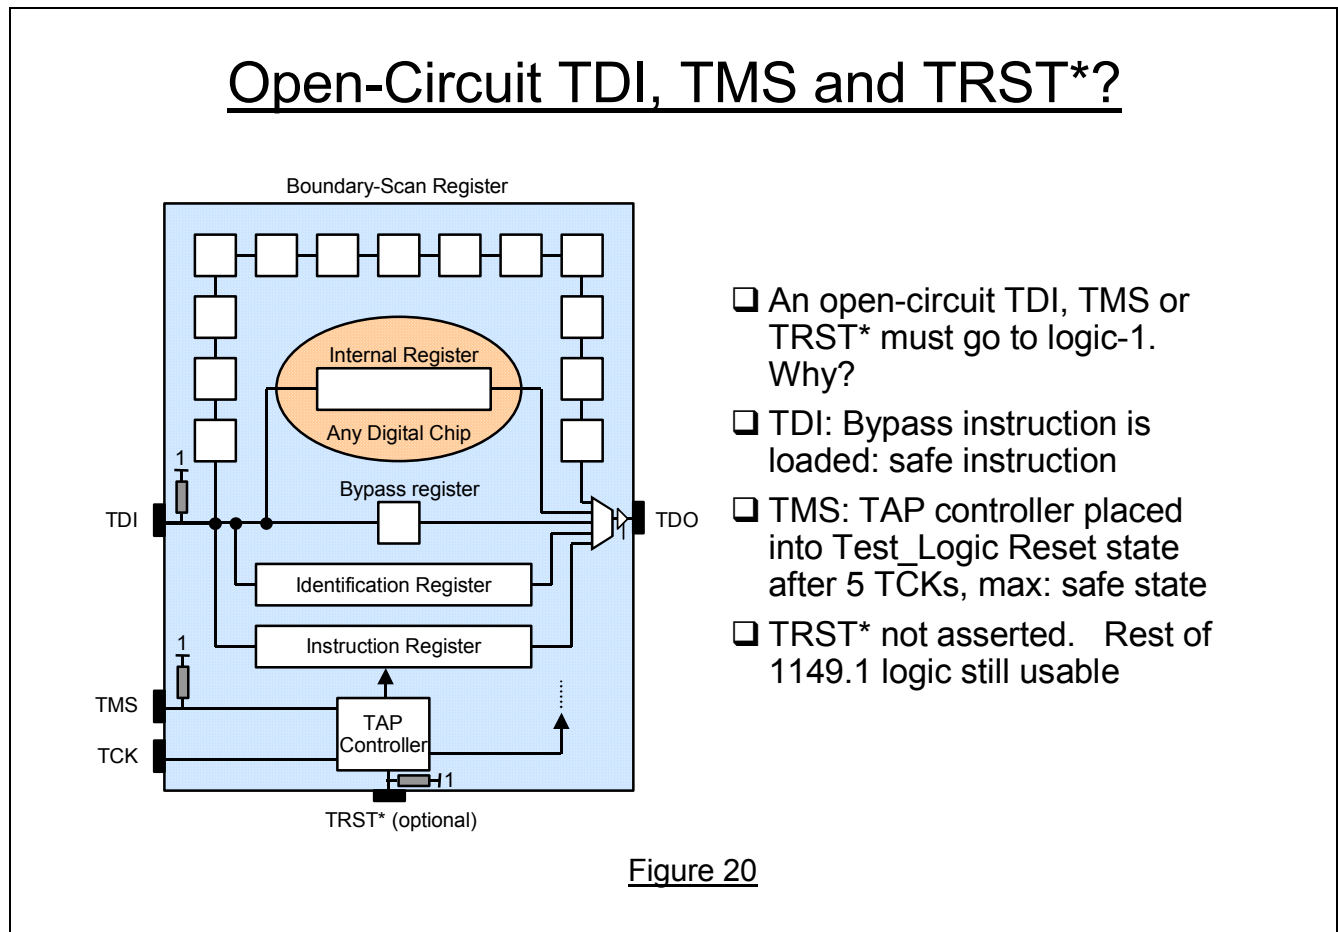 Open-Circuit TDI, TMS and TRST*?
Boundary-Scan Register
Internal Register
Any Digital Chip
1
Bypass register
TDI
TDO
Identification Register
1
Instruction Register
TMS
TAP
Controller
TCK
1
TRST* (optional)
❑ An open-circuit TDI, TMS or
TRST* must go to logic-1.
Why?
❑ TDI: Bypass instruction is
loaded: safe instruction
❑ TMS: TAP controller placed
into Test_Logic Reset state
after 5 TCKs, max: safe state
❑ TRST* not asserted.   Rest of
1149.1 logic still usable
Figure 20